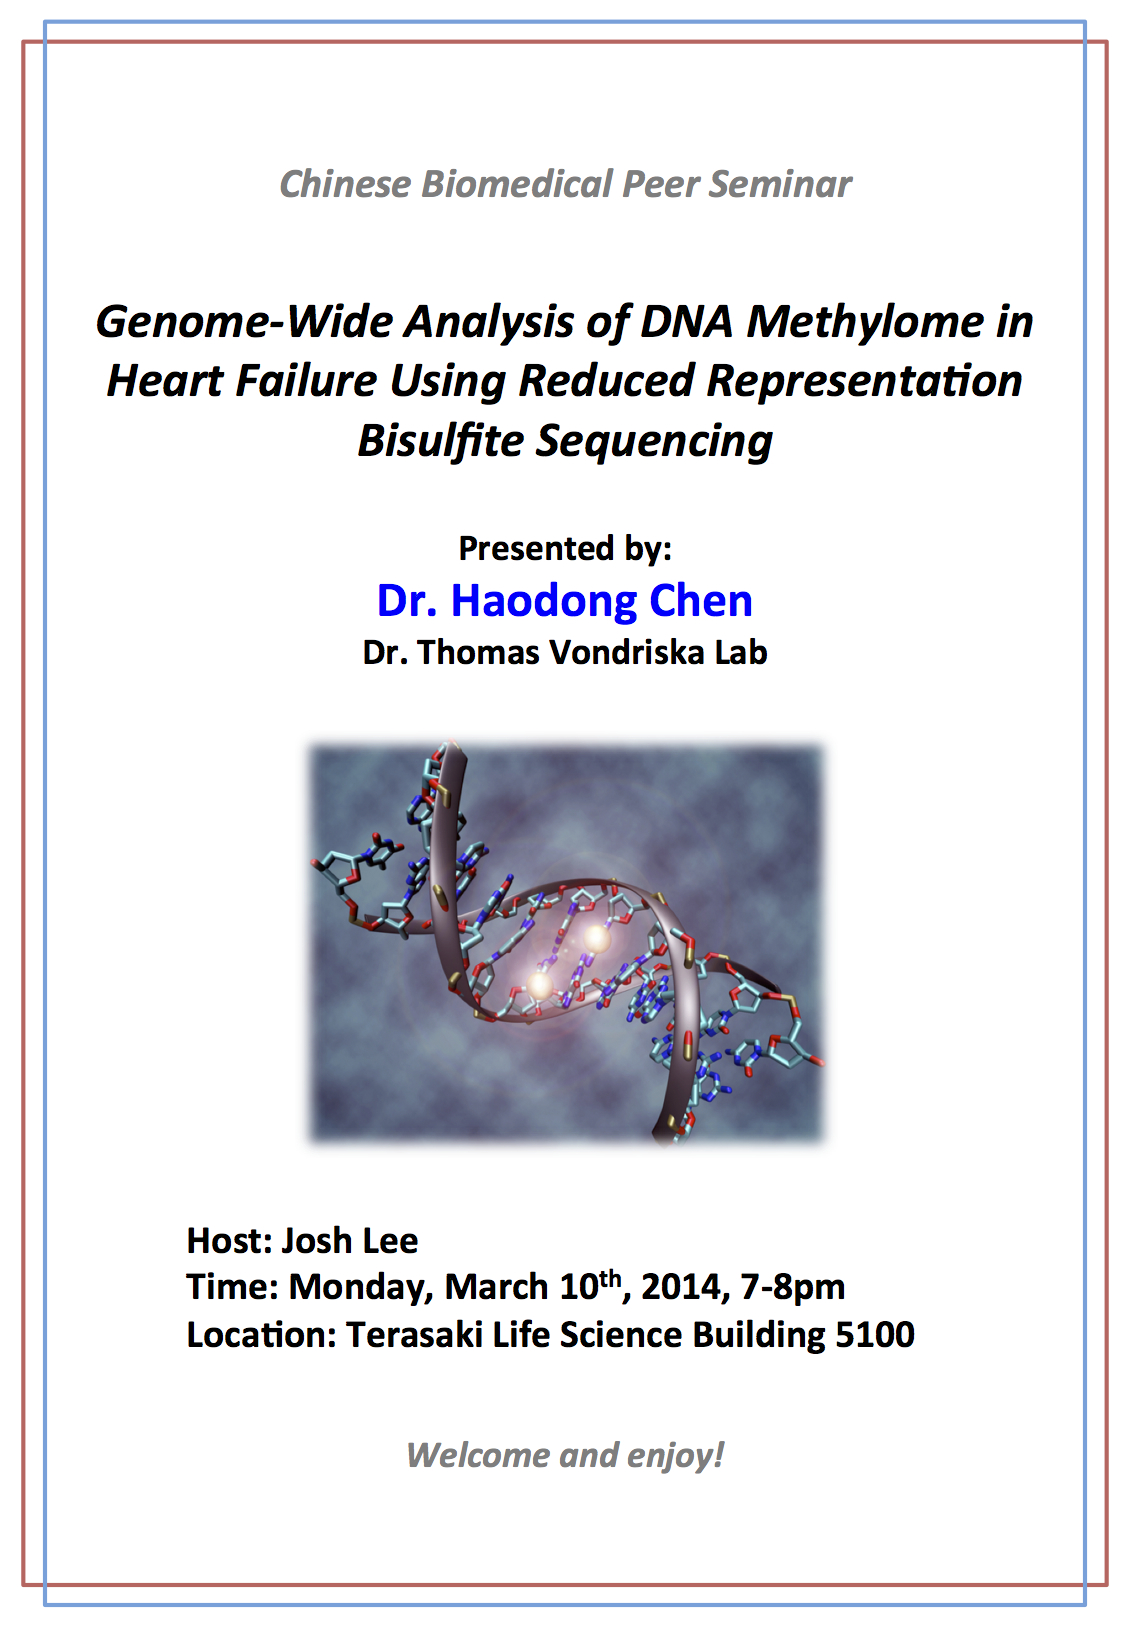 Chinese Biomedical Peer Seminar
Genome-Wide Analysis of DNA Methylome in
Heart Failure Using Reduced Representation
Bisulfite Sequencing
Presented by:
Dr. Haodong Chen
Dr. Thomas Vondriska Lab
Host: Josh Lee
Time: Monday, March 10th, 2014, 7-8pm
Location: Terasaki Life Science Building 5100
Welcome and enjoy!